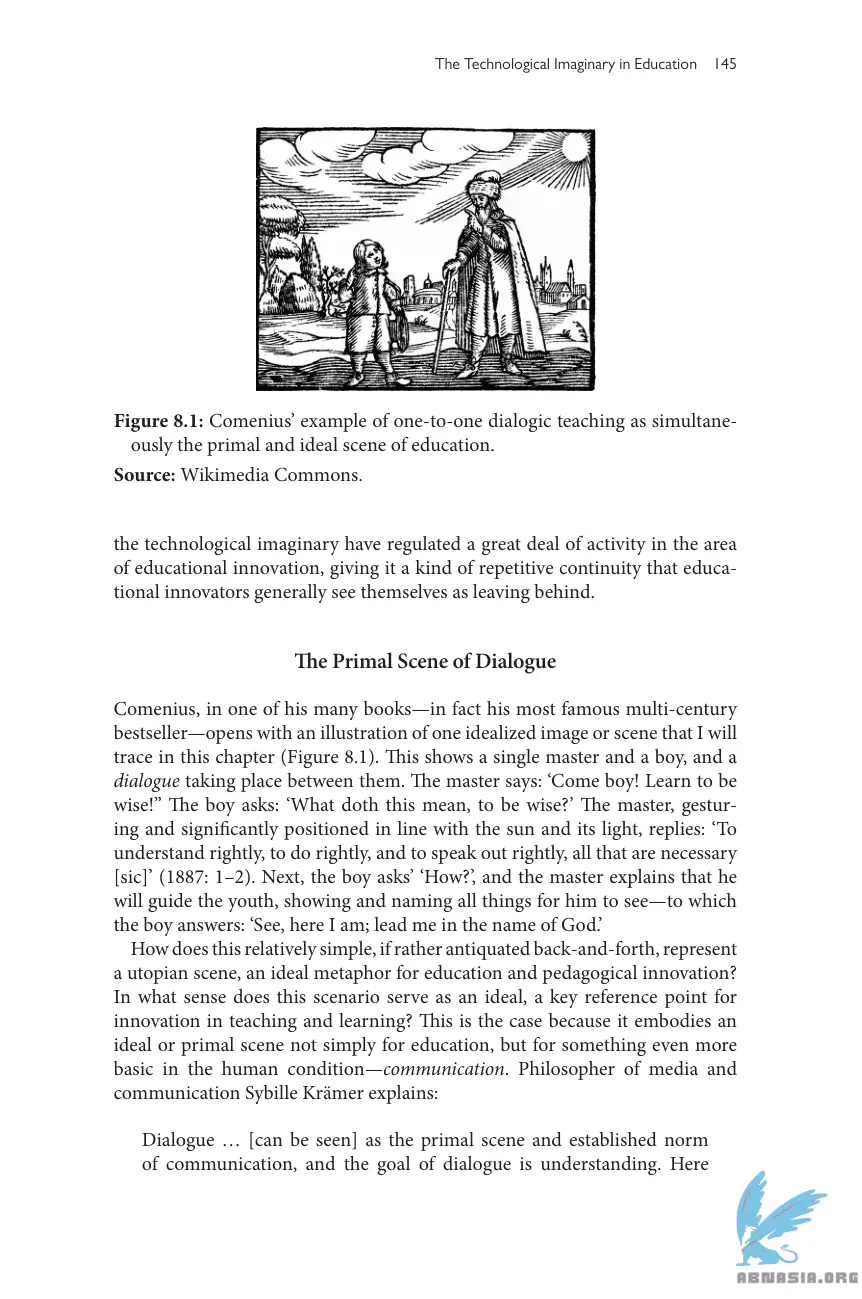 The Technological Imaginary in Education 145
Figure 8.1: Comenius’ example of one-to-one dialogic teaching as simultane-
ously the primal and ideal scene of education.
Source: Wikimedia Commons.
the technological imaginary have regulated a great deal of activity in the area
of educational innovation, giving it a kind of repetitive continuity that educa-
tional innovators generally see themselves as leaving behind.
The Primal Scene of Dialogue
Comenius, in one of his many books—in fact his most famous multi-century
bestseller—opens with an illustration of one idealized image or scene that I will
trace in this chapter (Figure 8.1). This shows a single master and a boy, and a
dialogue taking place between them. The master says: ‘Come boy! Learn to be
wise!” The boy asks: ‘What doth this mean, to be wise?’ The master, gestur-
ing and significantly positioned in line with the sun and its light, replies: ‘To
understand rightly, to do rightly, and to speak out rightly, all that are necessary
[sic]’ (1887: 1–2). Next, the boy asks’ ‘How?’, and the master explains that he
will guide the youth, showing and naming all things for him to see—to which
the boy answers: ‘See, here I am; lead me in the name of God.’
How does this relatively simple, if rather antiquated back-and-forth, represent
a utopian scene, an ideal metaphor for education and pedagogical innovation?
In what sense does this scenario serve as an ideal, a key reference point for
innovation in teaching and learning? This is the case because it embodies an
ideal or primal scene not simply for education, but for something even more
basic in the human condition—communication. Philosopher of media and
communication Sybille Krämer explains:
Dialogue … [can be seen] as the primal scene and established norm
of communication, and the goal of dialogue is understanding. Here
ABNASIA.ORG